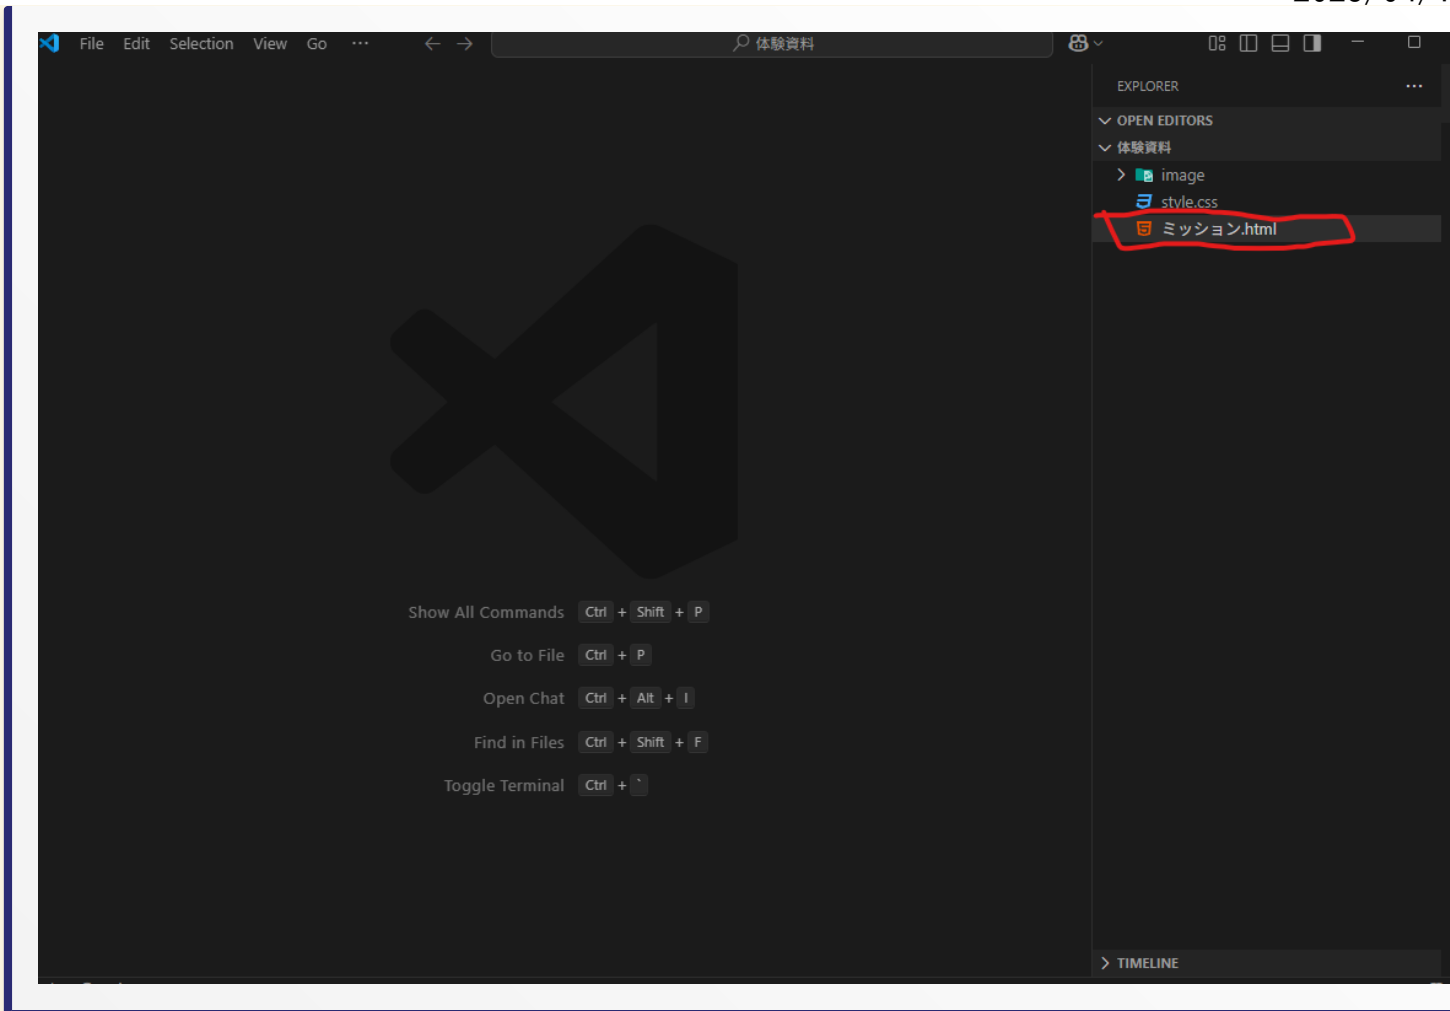 File Edit Selection View Go ... 体験資料
EXPLORER ...
OPEN EDITORS
体験資料
image
style.css
ミッション.html
Show All Commands Ctrl + Shift + P
Go to File Ctrl + P
Open Chat Ctrl + Alt + I
Find in Files Ctrl + Shift + F
Toggle Terminal Ctrl + `
TIMELINE